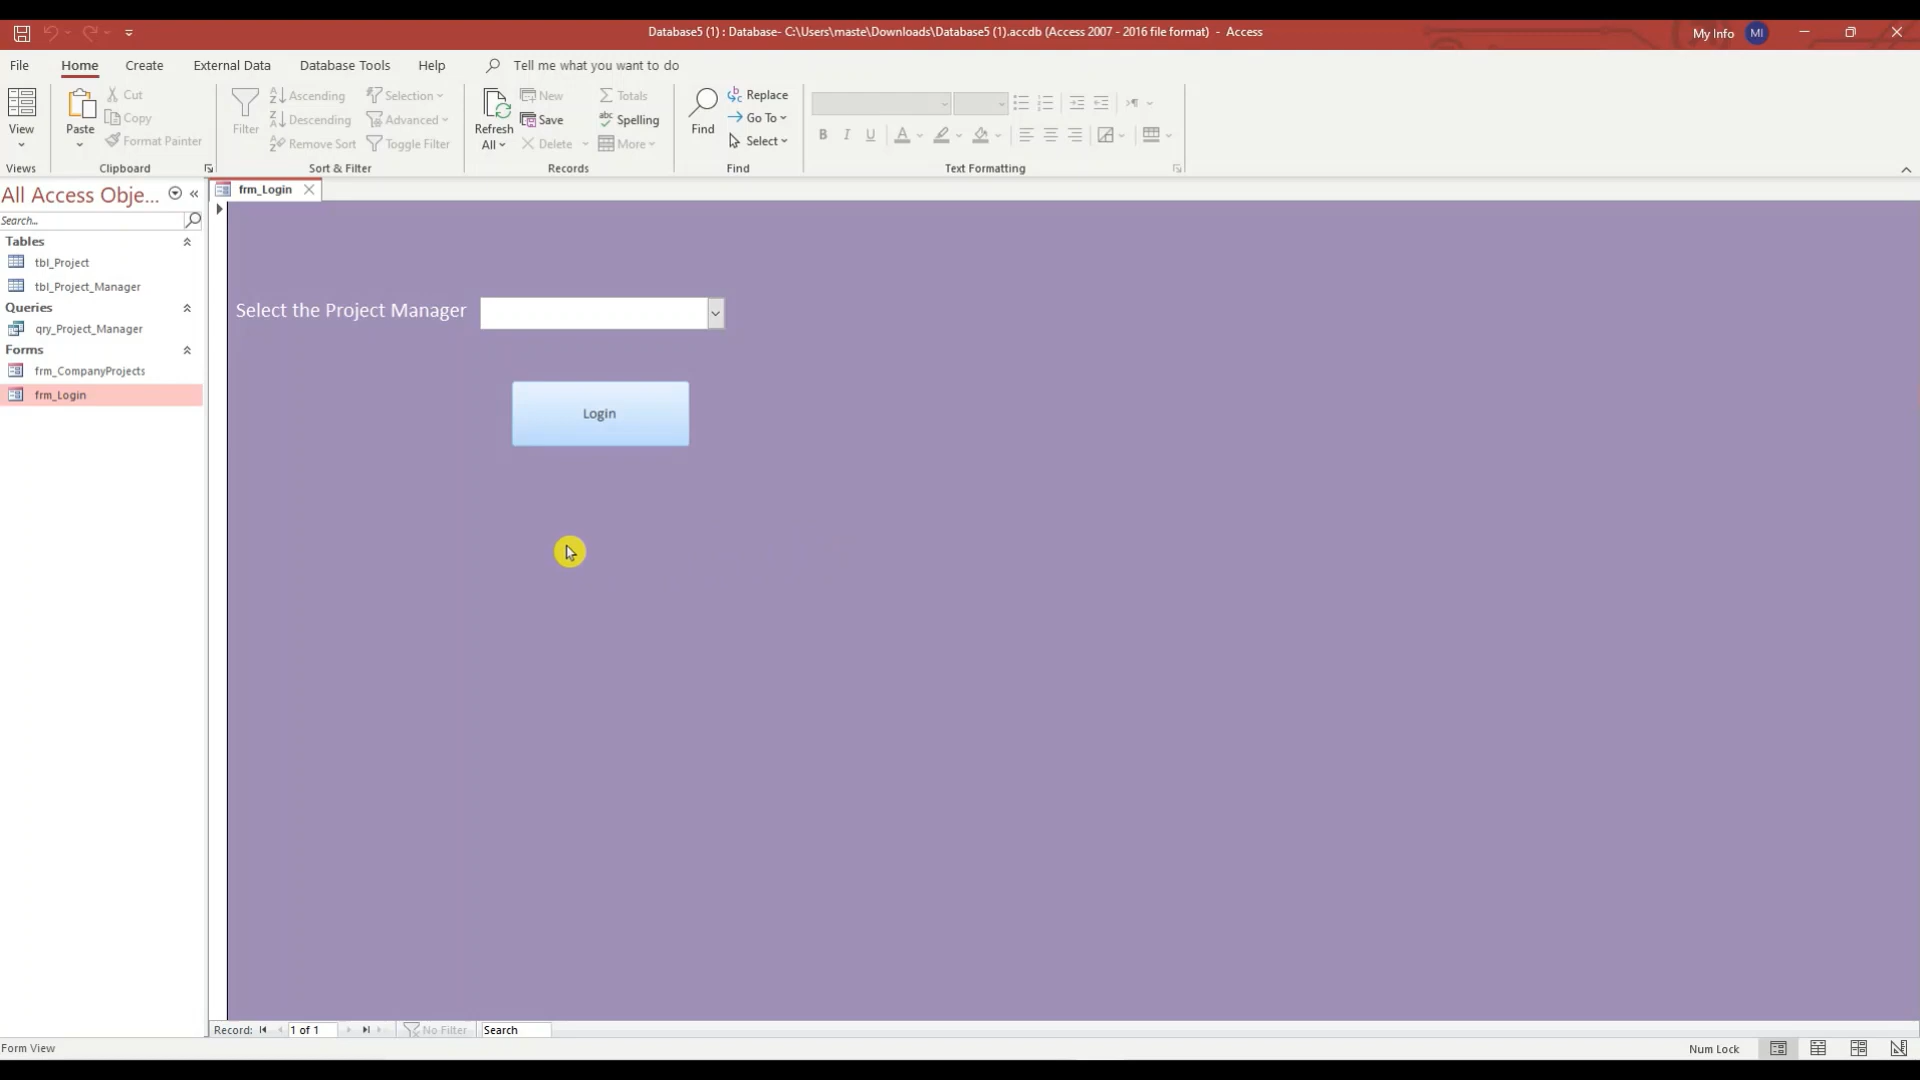 Database5 (1) : Database- C:\Users\maste\Downloads\Database5 (1).accdb (Access 2007 - 2016 file format) - Access
My Info
MI
File
Home
Create
External Data
Database Tools
Help
Tell me what you want to do
View
Views
Paste
Cut
Copy
Format Painter
Clipboard
Filter
Ascending
Descending
Remove Sort
Selection
Advanced
Toggle Filter
Sort & Filter
Refresh
All
New
Save
Delete
Totals
Spelling
More
Records
Find
Replace
Go To
Select
Find
B I U
A
Text Formatting
All Access Obje...
Search...
Tables
tbl_Project
tbl_Project_Manager
Queries
qry_Project_Manager
Forms
frm_CompanyProjects
frm_Login
frm_Login
Select the Project Manager
Login
Record:
1 of 1
No Filter
Search
Form View
Num Lock